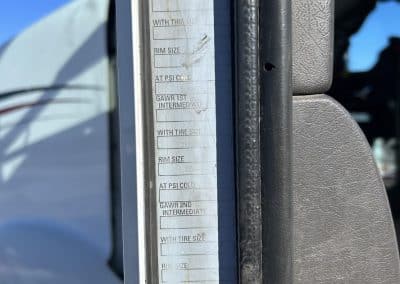 WITH TIRE
RIM SIZE
AT PSI COLD
GAWR 1ST
INTERMEDIATE
WITH TIRE SIZE
RIM SIZE
AT PSI COLD
GAWR 2ND
INTERMEDIATE
WITH TIRE SIZE
RIM SIZE